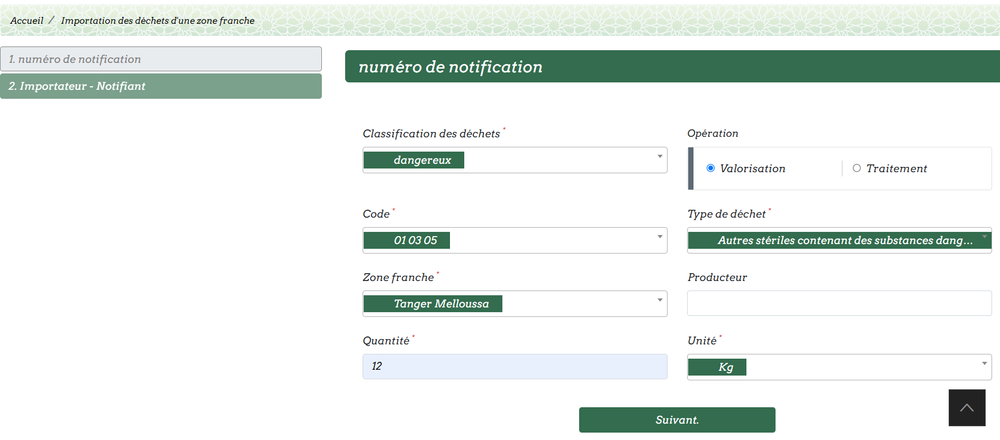 Accueil / Importation des déchets d'une zone franche
1. numéro de notification
2. Importateur - Notifiant
numéro de notification
Classification des déchets *
dangereux
Opération
Valorisation
Traitement
Code *
01 03 05
Type de déchet *
Autres stériles contenant des substances dang...
Zone franche *
Tanger Melloussa
Producteur
Quantité *
12
Unité *
Kg
Suivant.